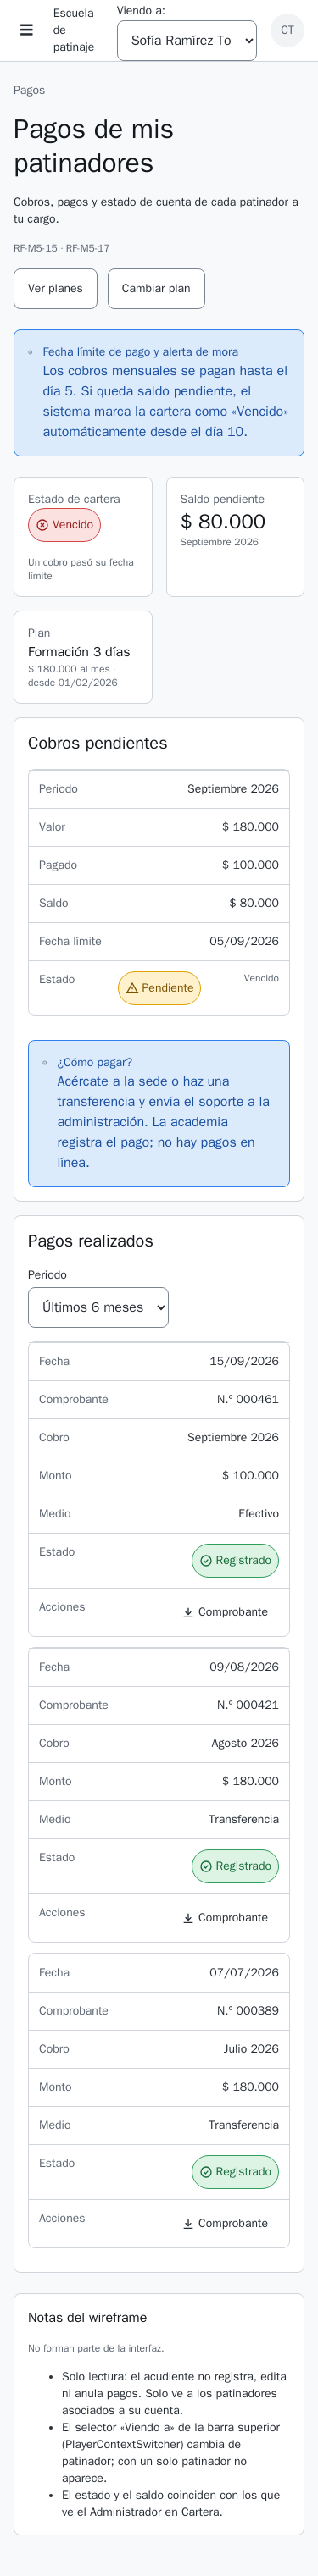 Escuela
de
patinaje
Viendo a:
Sofía Ramírez To
CT
Pagos
Pagos de mis
patinadores
Cobros, pagos y estado de cuenta de cada patinador a
tu cargo.
RF-M5-15 · RF-M5-17
Ver planes
Cambiar plan
Fecha límite de pago y alerta de mora
Los cobros mensuales se pagan hasta el
día 5. Si queda saldo pendiente, el
sistema marca la cartera como «Vencido»
automáticamente desde el día 10.
Estado de cartera
Vencido
Un cobro pasó su fecha
límite
Saldo pendiente
$ 80.000
Septiembre 2026
Plan
Formación 3 días
$ 180.000 al mes ·
desde 01/02/2026
Cobros pendientes
Periodo Septiembre 2026
Valor $ 180.000
Pagado $ 100.000
Saldo $ 80.000
Fecha límite 05/09/2026
Estado Pendiente Vencido
¿Cómo pagar?
Acércate a la sede o haz una
transferencia y envía el soporte a la
administración. La academia
registra el pago; no hay pagos en
línea.
Pagos realizados
Periodo
Últimos 6 meses
Fecha 15/09/2026
Comprobante N.º 000461
Cobro Septiembre 2026
Monto $ 100.000
Medio Efectivo
Estado Registrado
Acciones Comprobante
Fecha 09/08/2026
Comprobante N.º 000421
Cobro Agosto 2026
Monto $ 180.000
Medio Transferencia
Estado Registrado
Acciones Comprobante
Fecha 07/07/2026
Comprobante N.º 000389
Cobro Julio 2026
Monto $ 180.000
Medio Transferencia
Estado Registrado
Acciones Comprobante
Notas del wireframe
No forman parte de la interfaz.
• Solo lectura: el acudiente no registra, edita
ni anula pagos. Solo ve a los patinadores
asociados a su cuenta.
• El selector «Viendo a» de la barra superior
(PlayerContextSwitcher) cambia de
patinador; con un solo patinador no
aparece.
• El estado y el saldo coinciden con los que
ve el Administrador en Cartera.